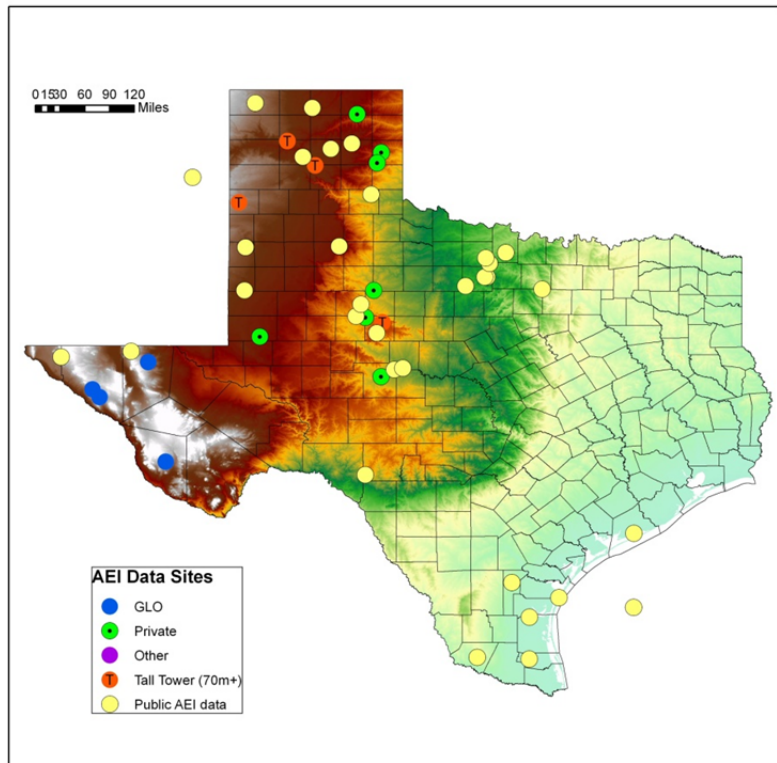 0 15 30 60 90 120
Miles
T
T
T
T
AEI Data Sites
GLO
Private
Other
T Tall Tower (70m+)
Public AEI data